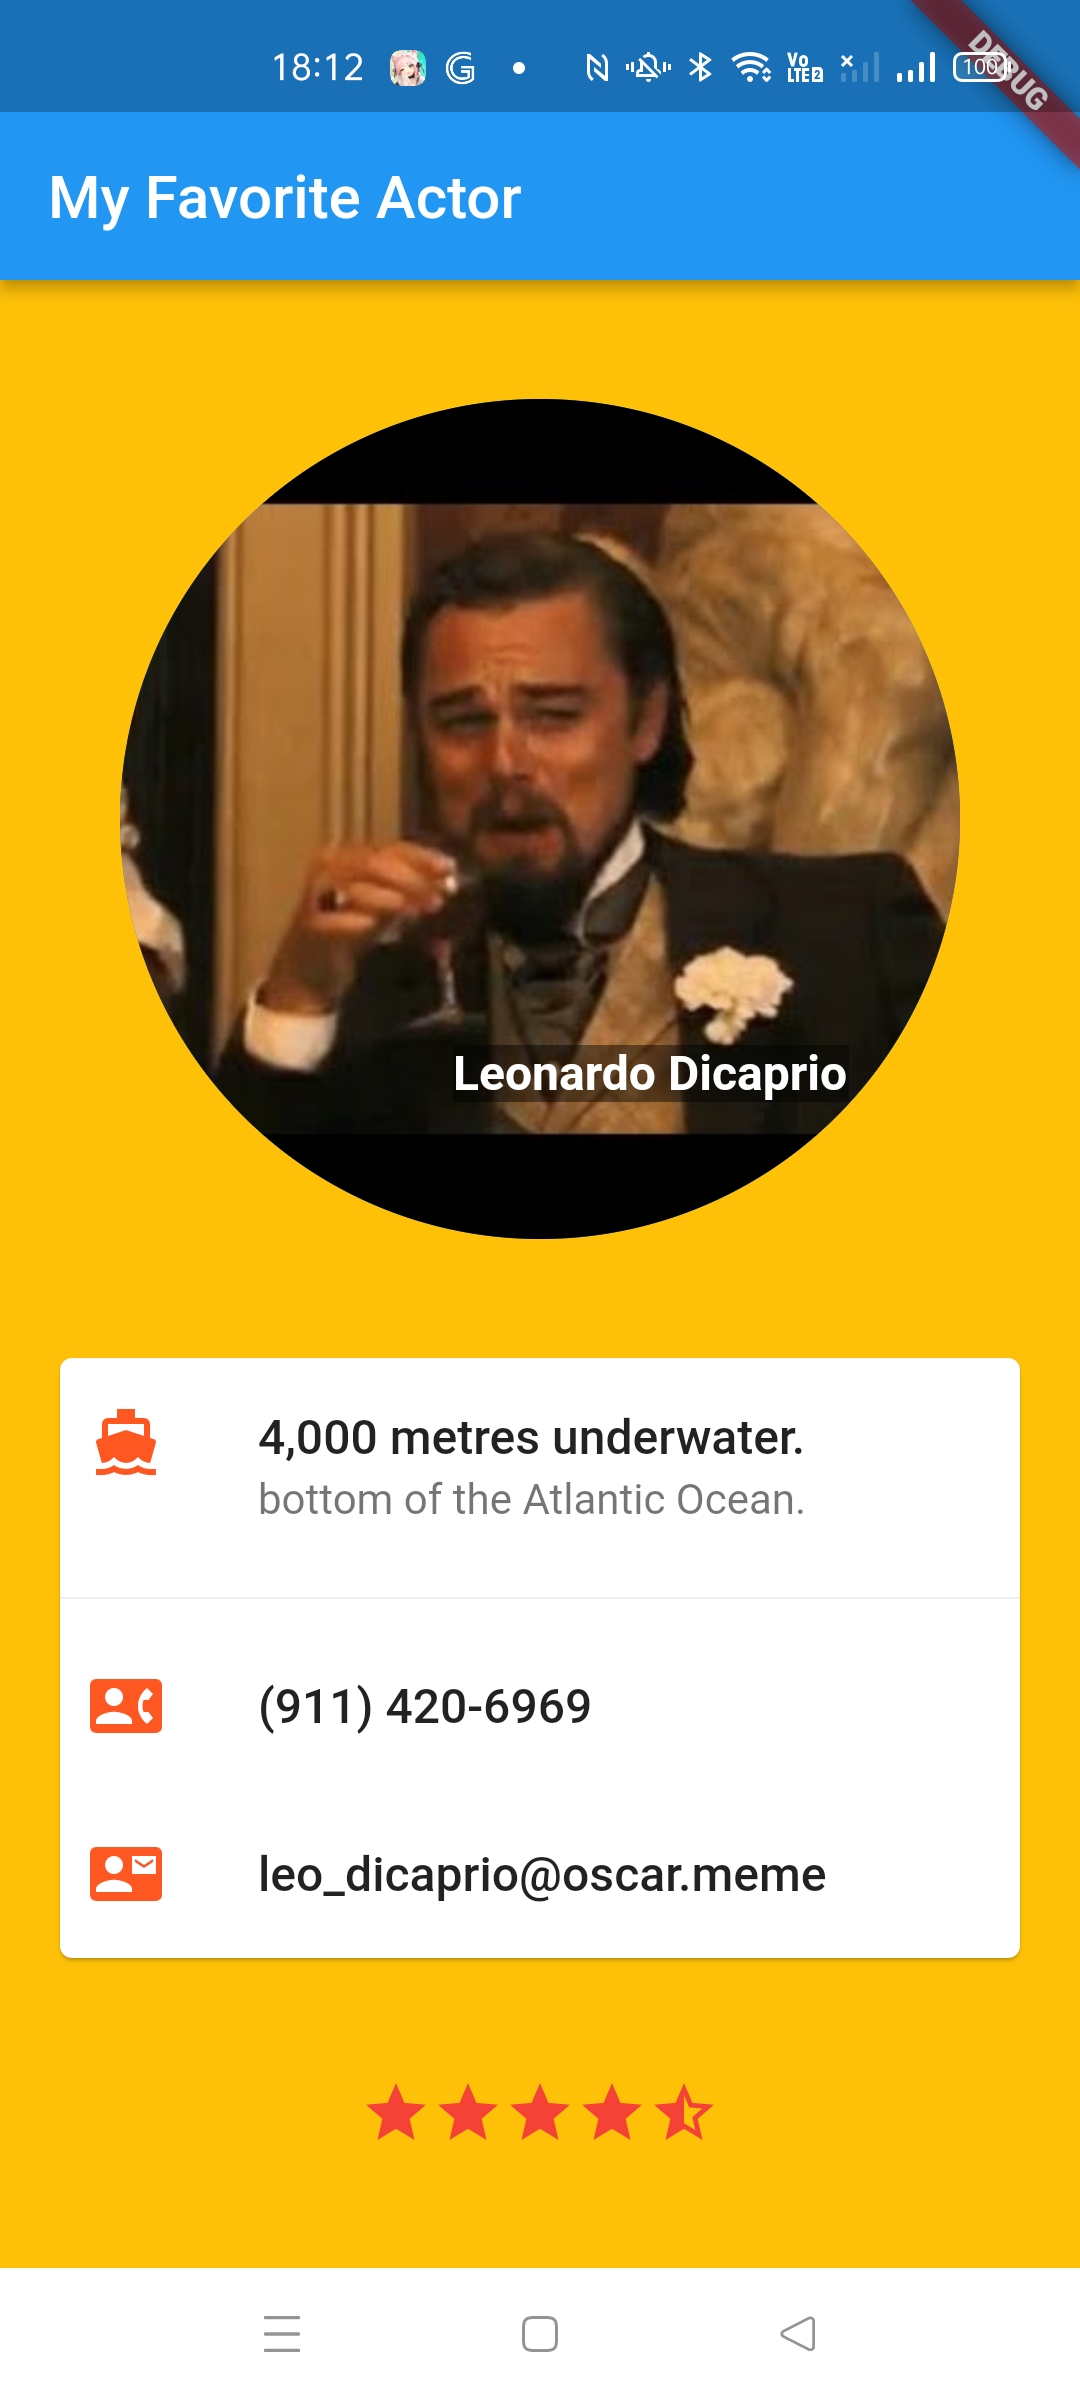 18:12
Vo
LTE2
100
DEBUG
My Favorite Actor
Leonardo Dicaprio
4,000 metres underwater.
bottom of the Atlantic Ocean.
(911) 420-6969
leo_dicaprio@oscar.meme